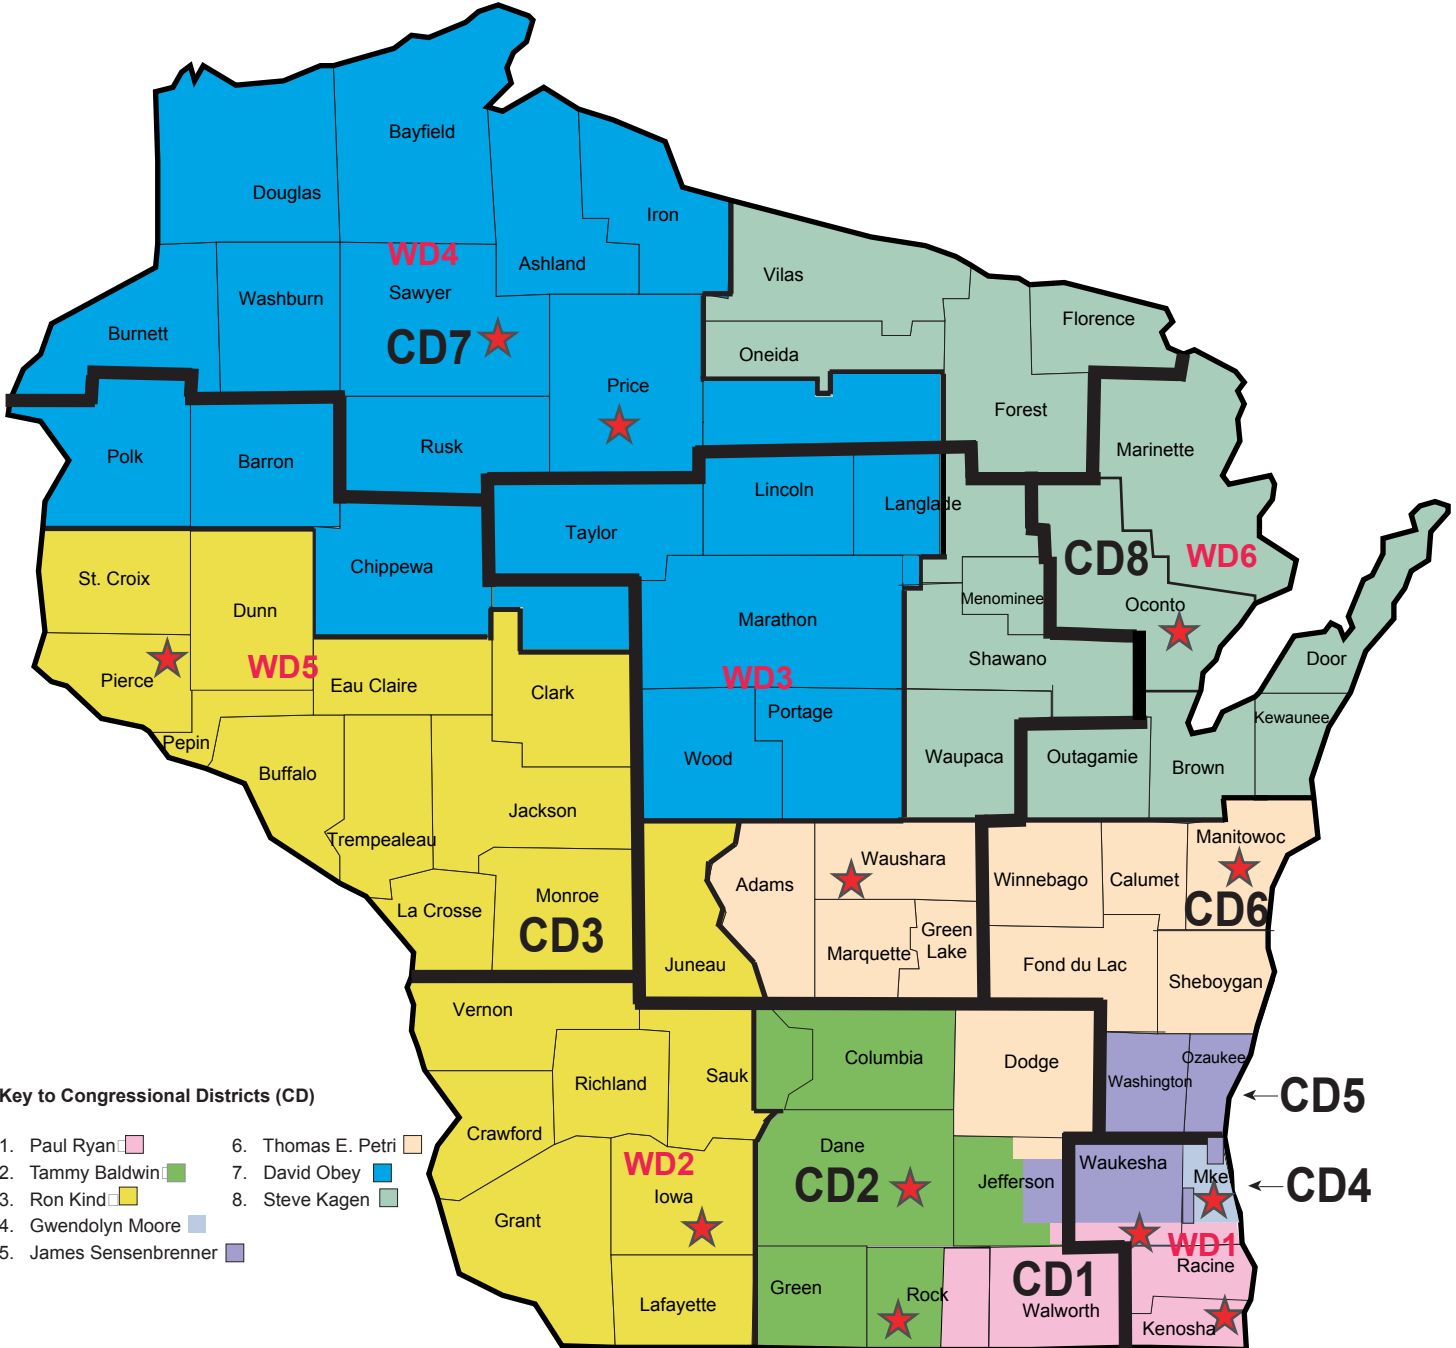 Bayfield
Douglas
Iron
WD4
Ashland
Vilas
Sawyer
Washburn
Florence
Burnett
CD7
Oneida
Price
Forest
Rusk
Marinette
Polk
Barron
Lincoln
Langlade
Taylor
CD8
WD6
Chippewa
St. Croix
Menominee
Oconto
Dunn
Marathon
Shawano
Door
WD5
Pierce
Eau Claire
WD3
Clark
Portage
Kewaunee
Pepin
Wood
Waupaca
Outagamie
Brown
Buffalo
Jackson
Trempealeau
Manitowoc
Waushara
Adams
Winnebago
Calumet
Monroe
La Crosse
CD6
CD3
Green
Lake
Marquette
Juneau
Fond du Lac
Sheboygan
Vernon
Columbia
Dodge
Ozaukee
Sauk
Richland
Washington
CD5
Key to Congressional Districts (CD)
Crawford
1. Paul Ryan
2. Tammy Baldwin
3. Ron Kind
4. Gwendolyn Moore
5. James Sensenbrenner
6. Thomas E. Petri
7. David Obey
8. Steve Kagen
Dane
WD2
Waukesha
CD2
Jefferson
Mke
CD4
Iowa
Grant
WD1
Racine
CD1
Green
Rock
Lafayette
Walworth
Kenosha